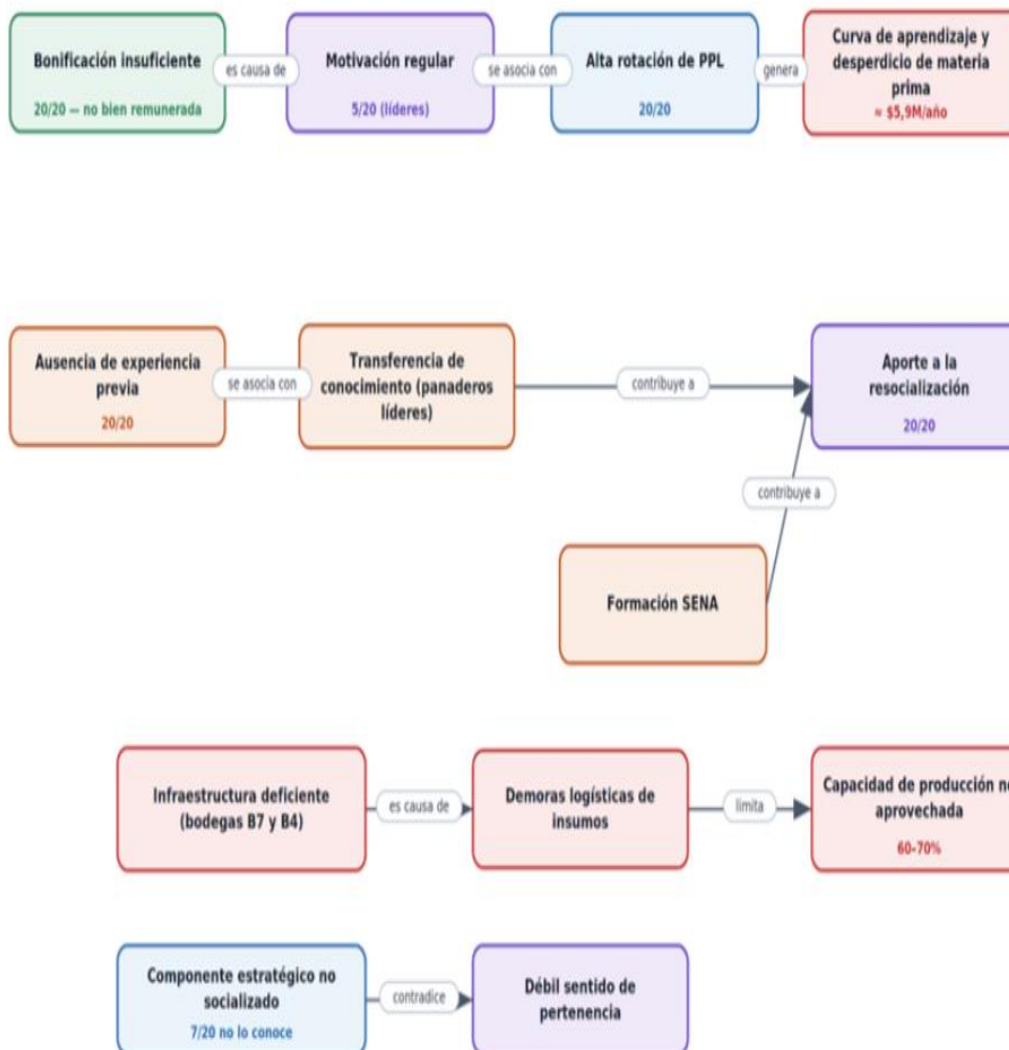 Bonificación insuficiente
20/20 — no bien remunerada
es causa de
Motivación regular
5/20 (líderes)
se asocia con
Alta rotación de PPL
20/20
genera
Curva de aprendizaje y
desperdicio de materia
prima
≈ $5,9M/año
Ausencia de experiencia
previa
20/20
se asocia con
Transferencia de
conocimiento (panaderos
líderes)
contribuye a
Aporte a la
resocialización
20/20
contribuye a
Formación SENA
Infraestructura deficiente
(bodegas B7 y B4)
es causa de
Demoras logísticas de
insumos
limita
Capacidad de producción
aprovechada
60–70%
Componente estratégico no
socializado
7/20 no lo conoce
contradice
Débil sentido de
pertenencia